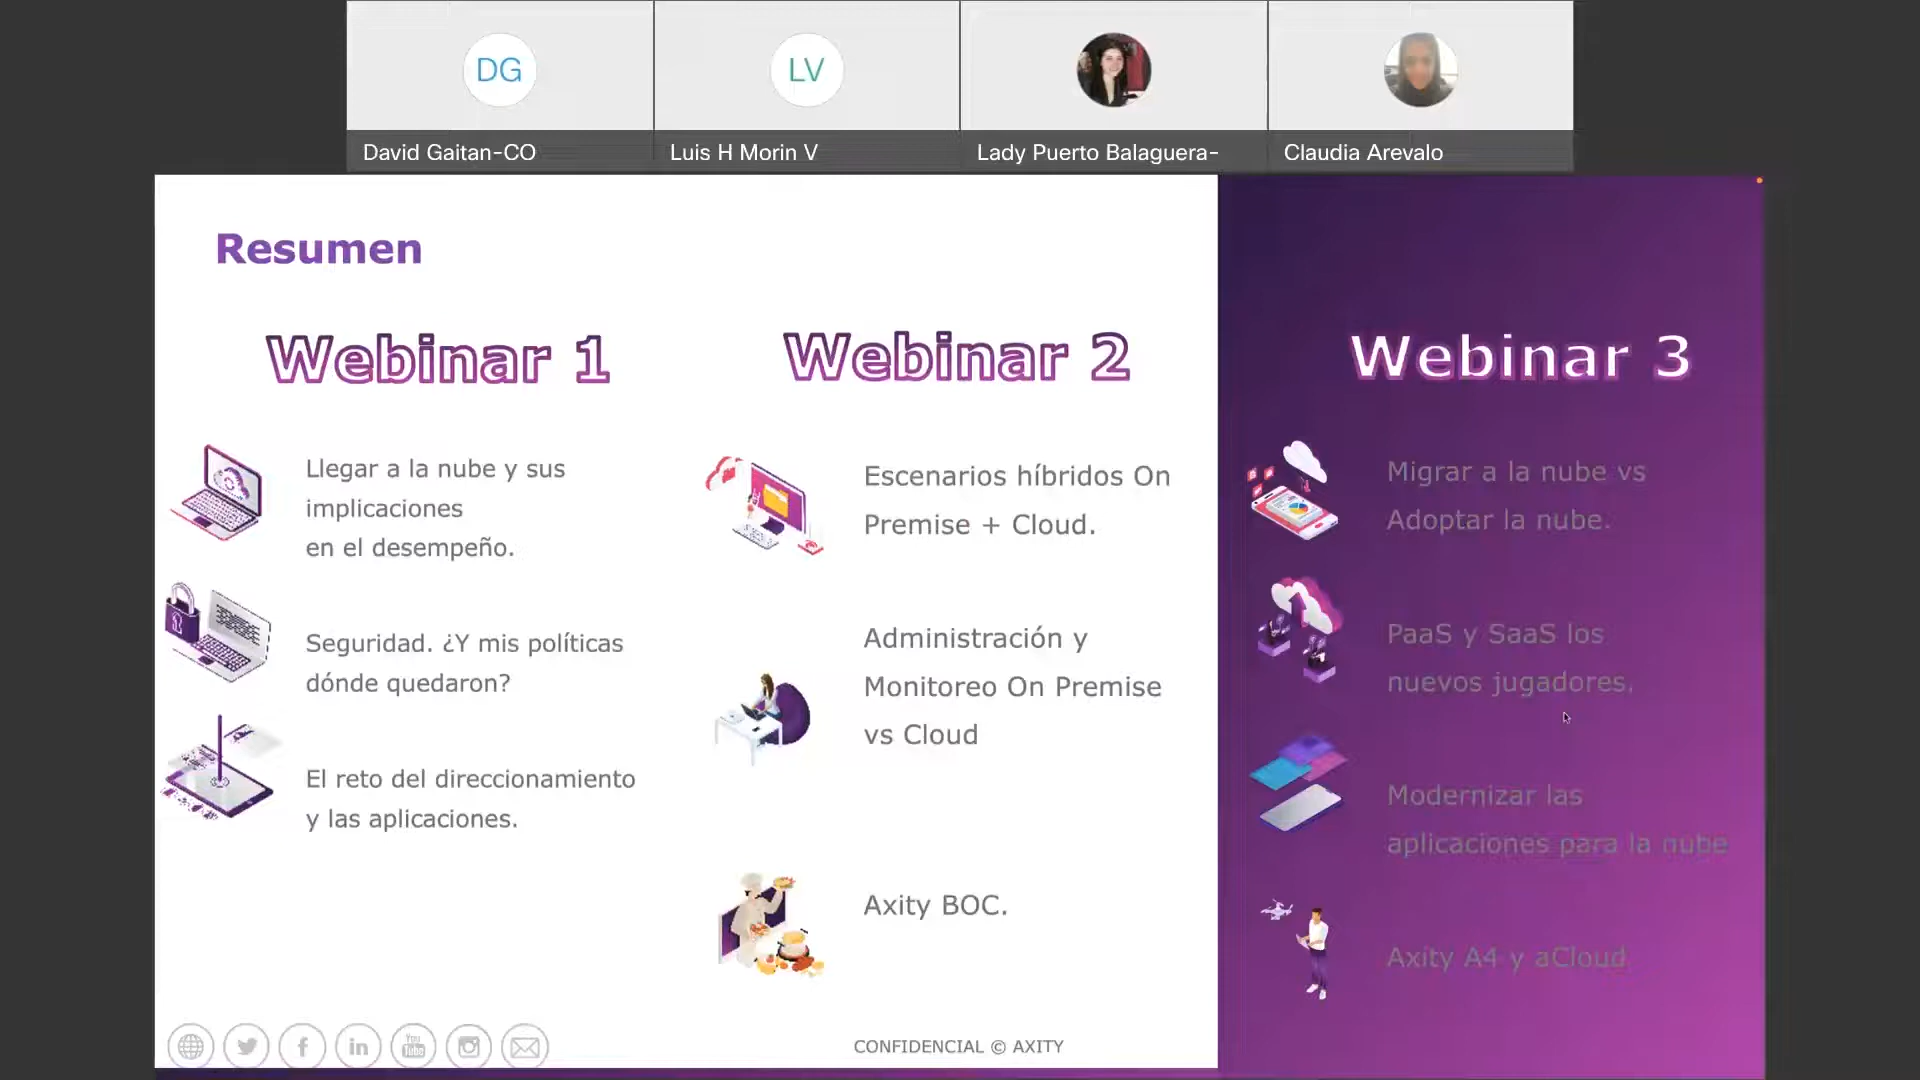 DG
LV
David Gaitan-CO
Luis H Morin V
Lady Puerto Balaguera-
Claudia Arevalo
Resumen
Webinar 1
Llegar a la nube y sus
implicaciones
en el desempeño.
Seguridad. ¿Y mis políticas
dónde quedaron?
El reto del direccionamiento
y las aplicaciones.
Webinar 2
Escenarios híbridos On
Premise + Cloud.
Administración y
Monitoreo On Premise
vs Cloud
Axity BOC.
Webinar 3
Migrar a la nube vs
Adoptar la nube.
PaaS y SaaS los
nuevos jugadores.
Modernizar las
aplicaciones para la nube
Axity A4 y aCloud
in
You
Tube
CONFIDENCIAL © AXITY